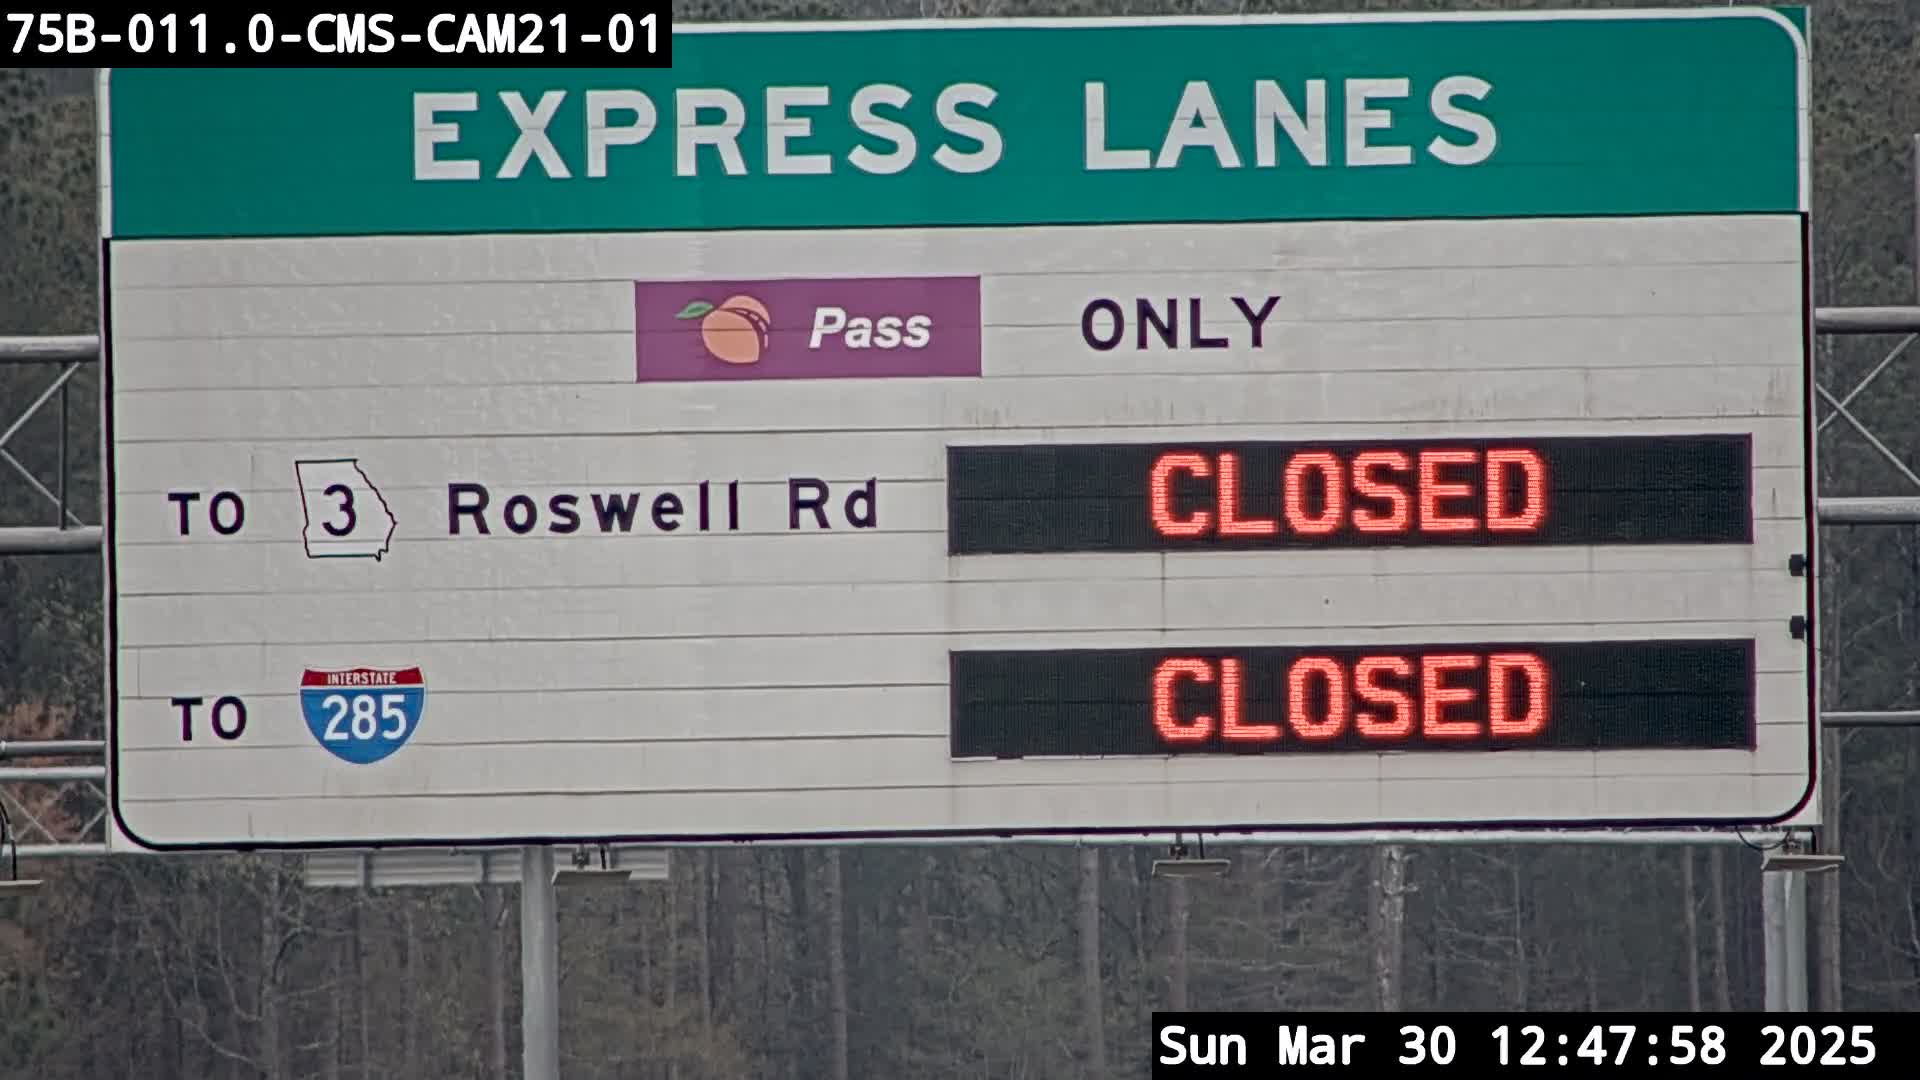 75B-011.0-CMS-CAM21-01
EXPRESS LANES
Pass ONLY
TO 3 Roswell Rd CLOSED
TO INTERSTATE 285 CLOSED
Sun Mar 30 12:47:58 2025